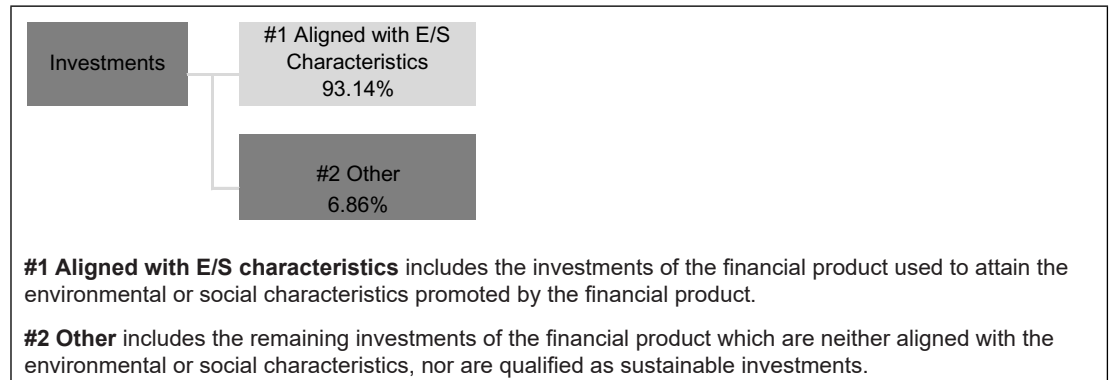 Investments
#1 Aligned with E/S
Characteristics
93.14%
#2 Other
6.86%
#1 Aligned with E/S characteristics includes the investments of the financial product used to attain the
environmental or social characteristics promoted by the financial product.
#2 Other includes the remaining investments of the financial product which are neither aligned with the
environmental or social characteristics, nor are qualified as sustainable investments.